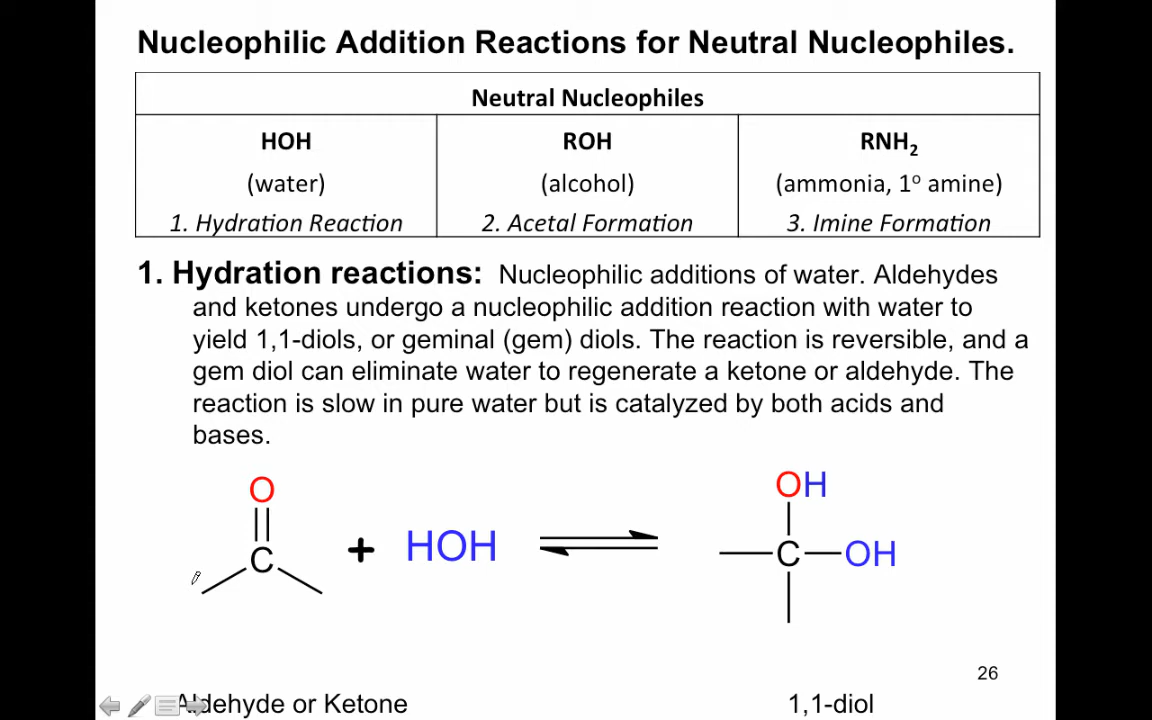 Nucleophilic Addition Reactions for Neutral Nucleophiles.
Neutral Nucleophiles
HOH ROH RNH₂
(water) (alcohol) (ammonia, 1º amine)
1. Hydration Reaction 2. Acetal Formation 3. Imine Formation
1. Hydration reactions: Nucleophilic additions of water. Aldehydes
and ketones undergo a nucleophilic addition reaction with water to
yield 1,1-diols, or geminal (gem) diols. The reaction is reversible, and a
gem diol can eliminate water to regenerate a ketone or aldehyde. The
reaction is slow in pure water but is catalyzed by both acids and
bases.
O OH
C + HOH C OH
26
Aldehyde or Ketone 1,1-diol